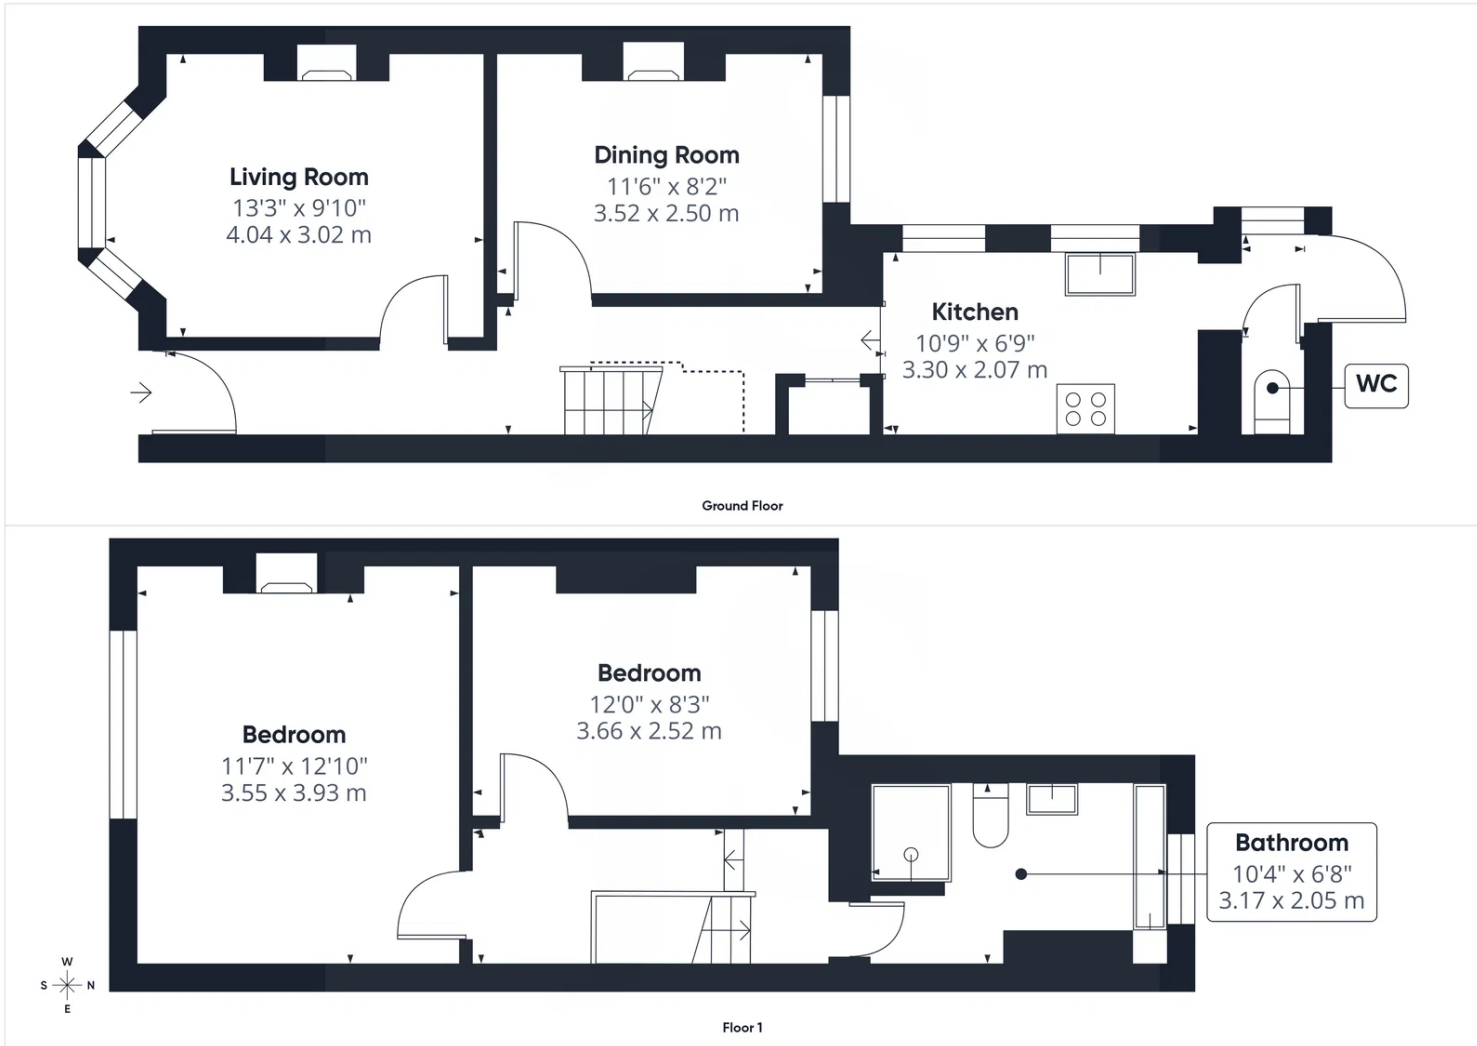 Living Room
13'3" x 9'10"
4.04 x 3.02 m
Dining Room
11'6" x 8'2"
3.52 x 2.50 m
Kitchen
10'9" x 6'9"
3.30 x 2.07 m
WC
Ground Floor
Bedroom
11'7" x 12'10"
3.55 x 3.93 m
Bedroom
12'0" x 8'3"
3.66 x 2.52 m
Bathroom
10'4" x 6'8"
3.17 x 2.05 m
W
S N
E
Floor 1